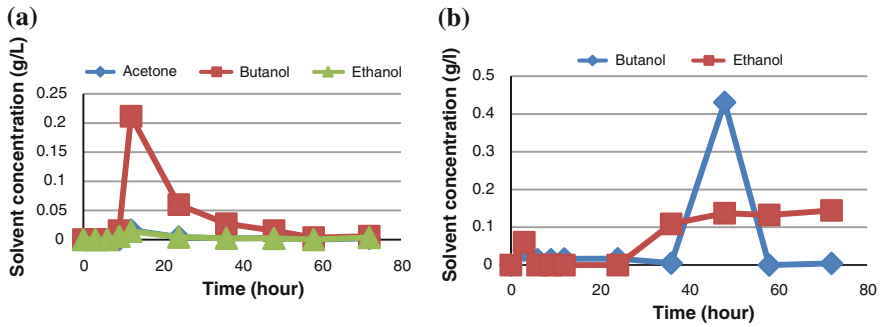 (a)
Solvent concentration (g/L)
Acetone
Butanol
Ethanol
0.25
0.2
0.15
0.1
0.05
0
0 20 40 60 80
Time (hour)
(b)
Solvent concentration (g/l)
Butanol
Ethanol
0.5
0.4
0.3
0.2
0.1
0
0 20 40 60 80
Time (hour)